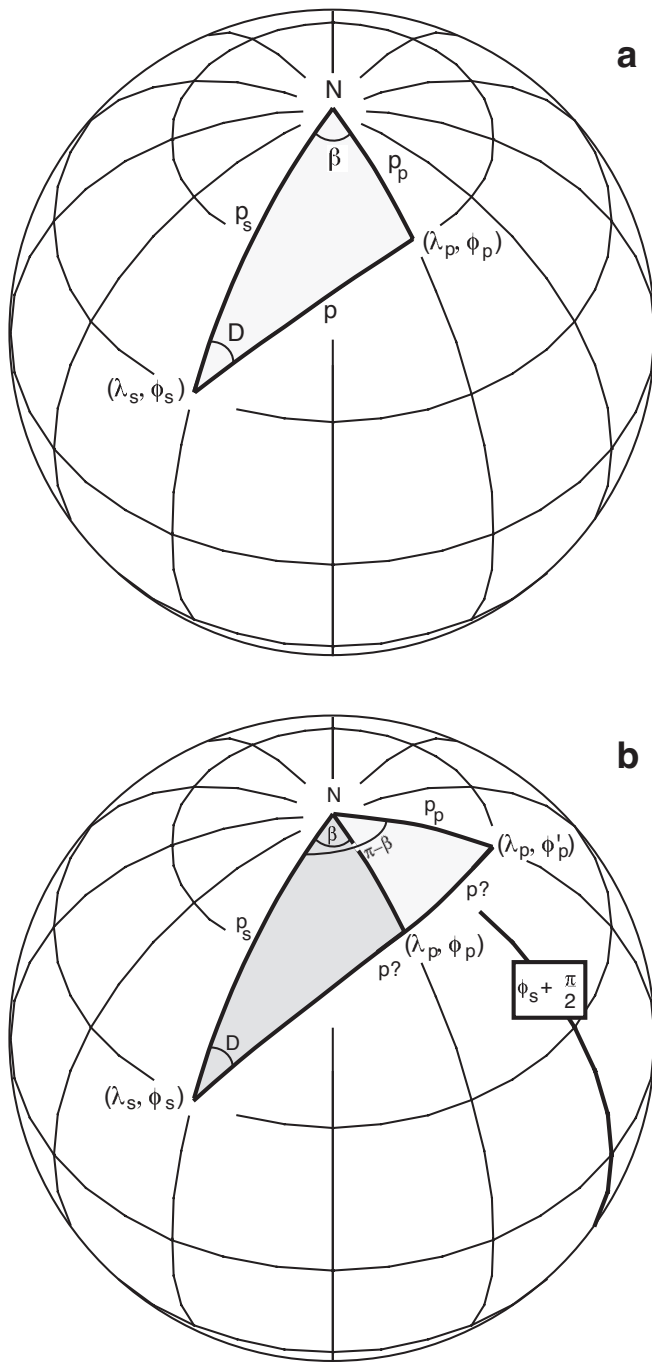 a
N
β
p_p
p_s
(λ_p, ϕ_p)
D
p
(λ_s, ϕ_s)
b
N
p_p
β
π–β
(λ_p, ϕ'_p)
p?
p_s
(λ_p, ϕ_p)
p?
ϕ_s + π/2
D
(λ_s, ϕ_s)